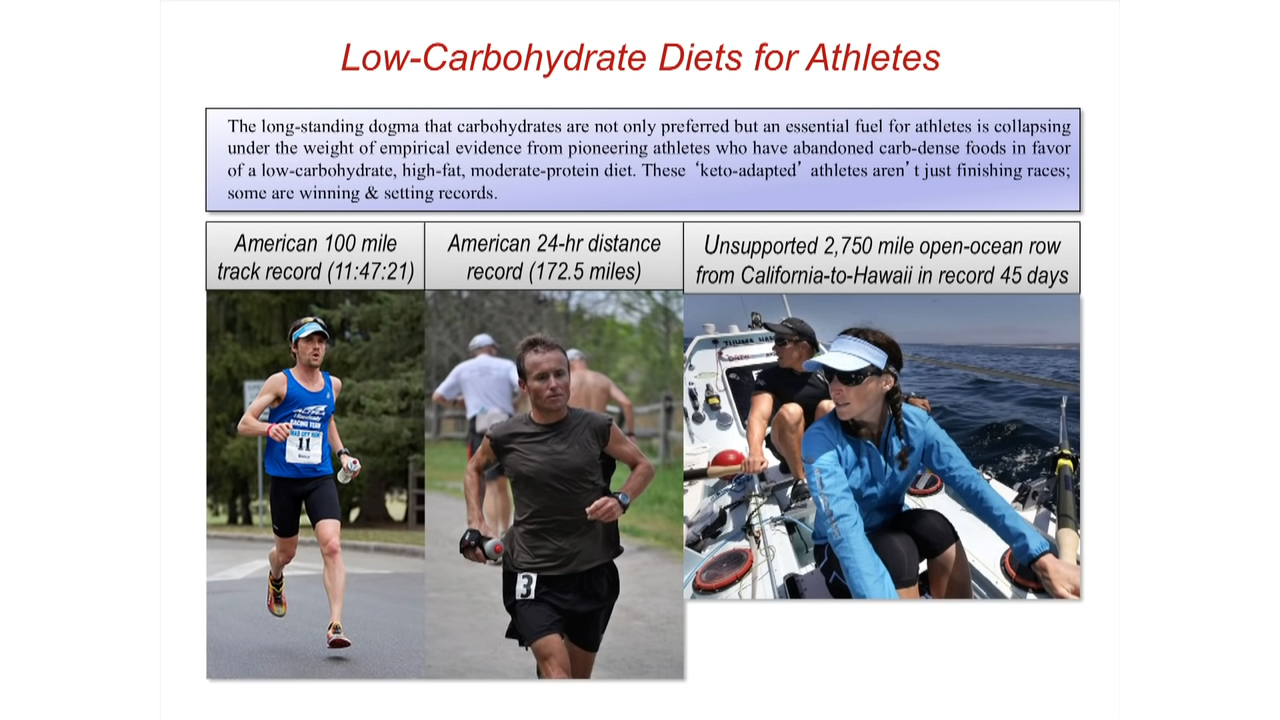 Low-Carbohydrate Diets for Athletes
The long-standing dogma that carbohydrates are not only preferred but an essential fuel for athletes is collapsing
under the weight of empirical evidence from pioneering athletes who have abandoned carb-dense foods in favor
of a low-carbohydrate, high-fat, moderate-protein diet. These ‘keto-adapted’ athletes aren’t just finishing races;
some are winning & setting records.
American 100 mile
track record (11:47:21)
American 24-hr distance
record (172.5 miles)
Unsupported 2,750 mile open-ocean row
from California-to-Hawaii in record 45 days
RACING TEAM
11
3